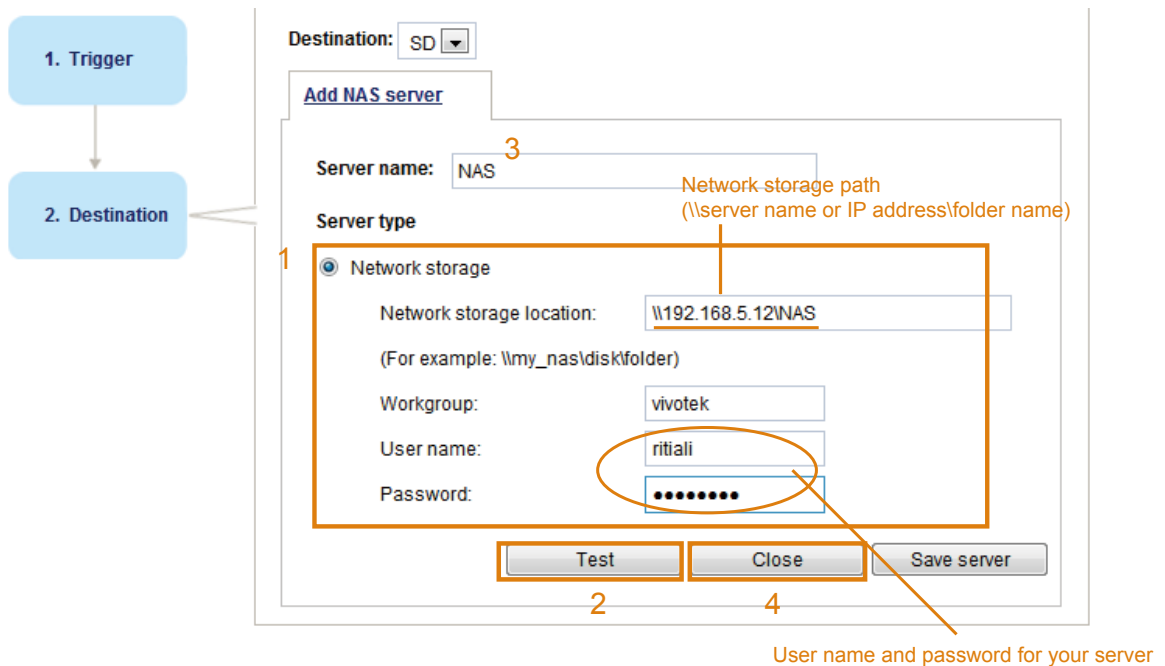 1. Trigger
2. Destination
Destination: SD
Add NAS server
3
Server name: NAS
Network storage path
(\\server name or IP address\folder name)
Server type
1
Network storage
Network storage location: \\192.168.5.12\NAS
(For example: \\my_nas\disk\folder)
Workgroup: vivotek
User name: ritiali
Password: ●●●●●●●●
Test Close Save server
2 4
User name and password for your server